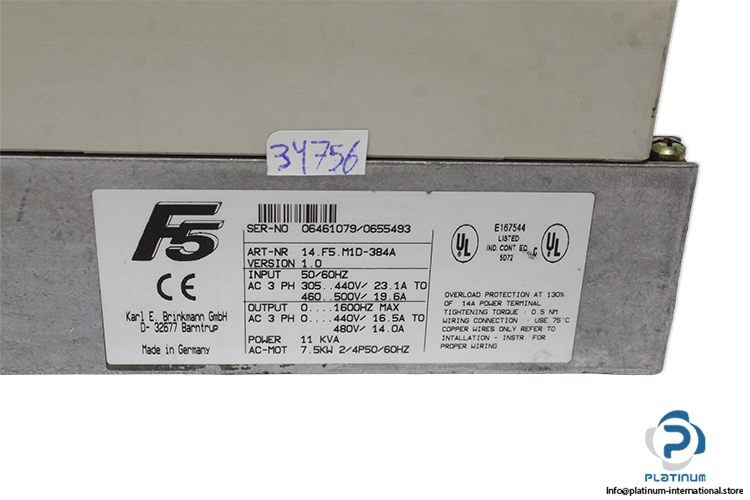 34756
F5
CE
Karl E. Brinkmann GmbH
D- 32677 Barntrup
Made in Germany
SER-NO 06461079/0655493
ART-NR 14.F5.M1D-384A
VERSION 1.0
INPUT 50/60HZ
AC 3 PH 305..440V/ 23.1A TO
460..500V/ 19.6A
OUTPUT 0....1600HZ MAX
AC 3 PH 0....440V/ 16.5A TO
480V/ 14.0A
POWER 11 KVA
AC-MOT 7.5KW 2/4P50/60HZ
UL
E167544
LISTED
IND. CONT EQ.
5D72
C UL
OVERLOAD PROTECTION AT 130%
OF 14A POWER TERMINAL
TIGHTENING TORQUE : 0.5 NM
WIRING CONNECTION : USE 75°C
COPPER WIRES ONLY REFER TO
INTALLATION - INSTR. FOR
PROPER WIRING
PLATINUM
Info@platinum-international.store